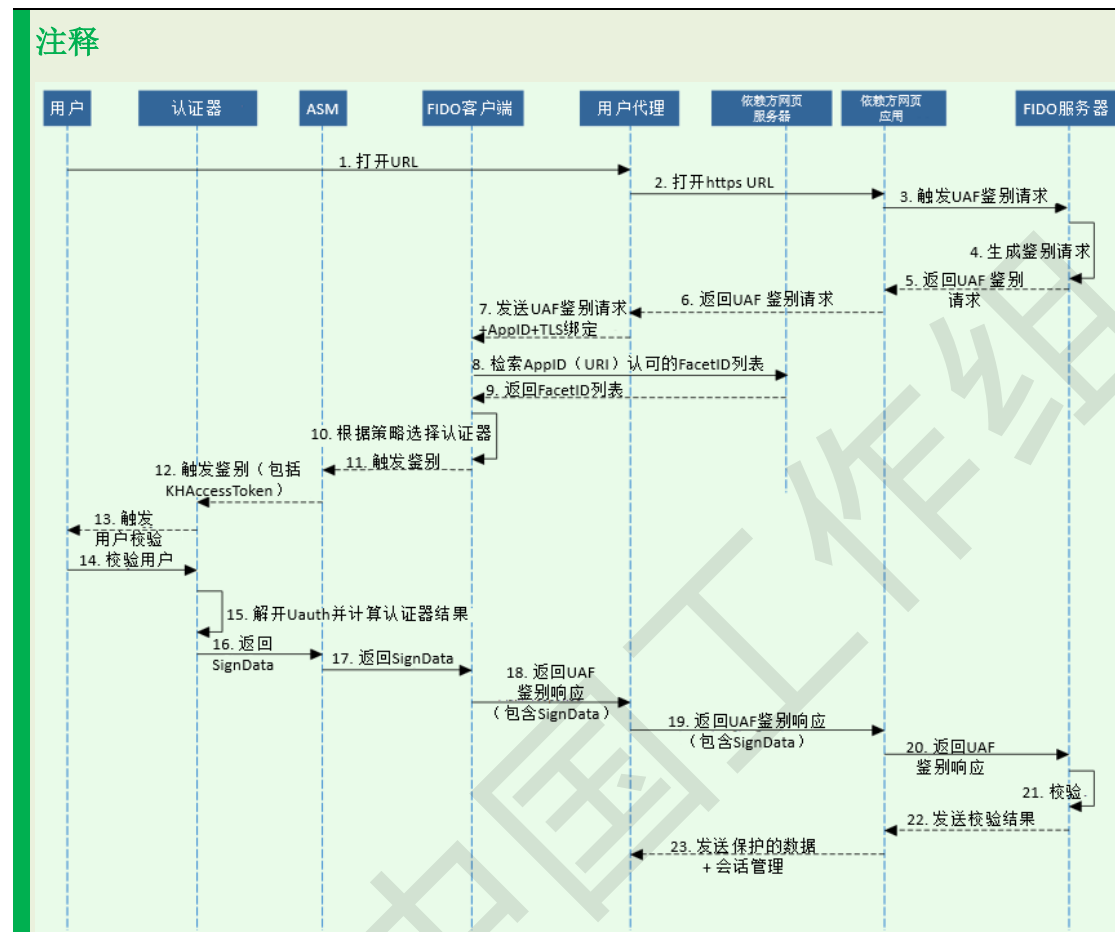 注释
用户
认证器
ASM
FIDO客户端
用户代理
依赖方网页
服务器
依赖方网页
应用
FIDO服务器
1. 打开URL
2. 打开https URL
3. 触发UAF鉴别请求
4. 生成鉴别请求
5. 返回UAF 鉴别
请求
6. 返回UAF 鉴别请求
7. 发送UAF鉴别请求
+AppID+TLS绑定
8. 检索AppID（URI）认可的FacetID列表
9. 返回FacetID列表
10. 根据策略选择认证器
11. 触发鉴别
12. 触发鉴别（包括
KHAccessToken）
13. 触发
用户校验
14. 校验用户
15. 解开Uauth并计算认证器结果
16. 返回
SignData
17. 返回SignData
18. 返回UAF
鉴别响应
（包含SignData）
19. 返回UAF鉴别响应
（包含SignData）
20. 返回UAF
鉴别响应
21. 校验
22. 发送校验结果
23. 发送保护的数据
+ 会话管理
中国工作组